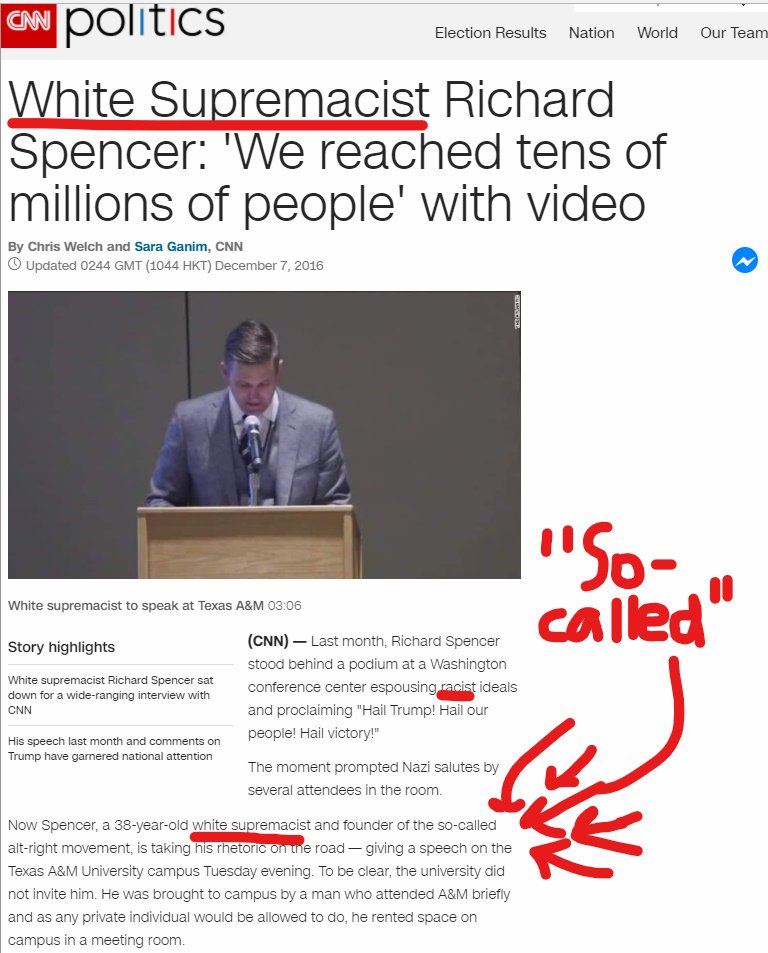 CNN politics
Election Results Nation World Our Team
White Supremacist Richard
Spencer: 'We reached tens of
millions of people' with video
By Chris Welch and Sara Ganim, CNN
Updated 0244 GMT (1044 HKT) December 7, 2016
White supremacist to speak at Texas A&M 03:06
Story highlights
White supremacist Richard Spencer sat
down for a wide-ranging interview with
CNN
His speech last month and comments on
Trump have garnered national attention
(CNN) — Last month, Richard Spencer
stood behind a podium at a Washington
conference center espousing racist ideals
and proclaiming "Hail Trump! Hail our
people! Hail victory!"
The moment prompted Nazi salutes by
several attendees in the room.
"So-
called"
Now Spencer, a 38-year-old white supremacist and founder of the so-called
alt-right movement, is taking his rhetoric on the road — giving a speech on the
Texas A&M University campus Tuesday evening. To be clear, the university did
not invite him. He was brought to campus by a man who attended A&M briefly
and as any private individual would be allowed to do, he rented space on
campus in a meeting room.